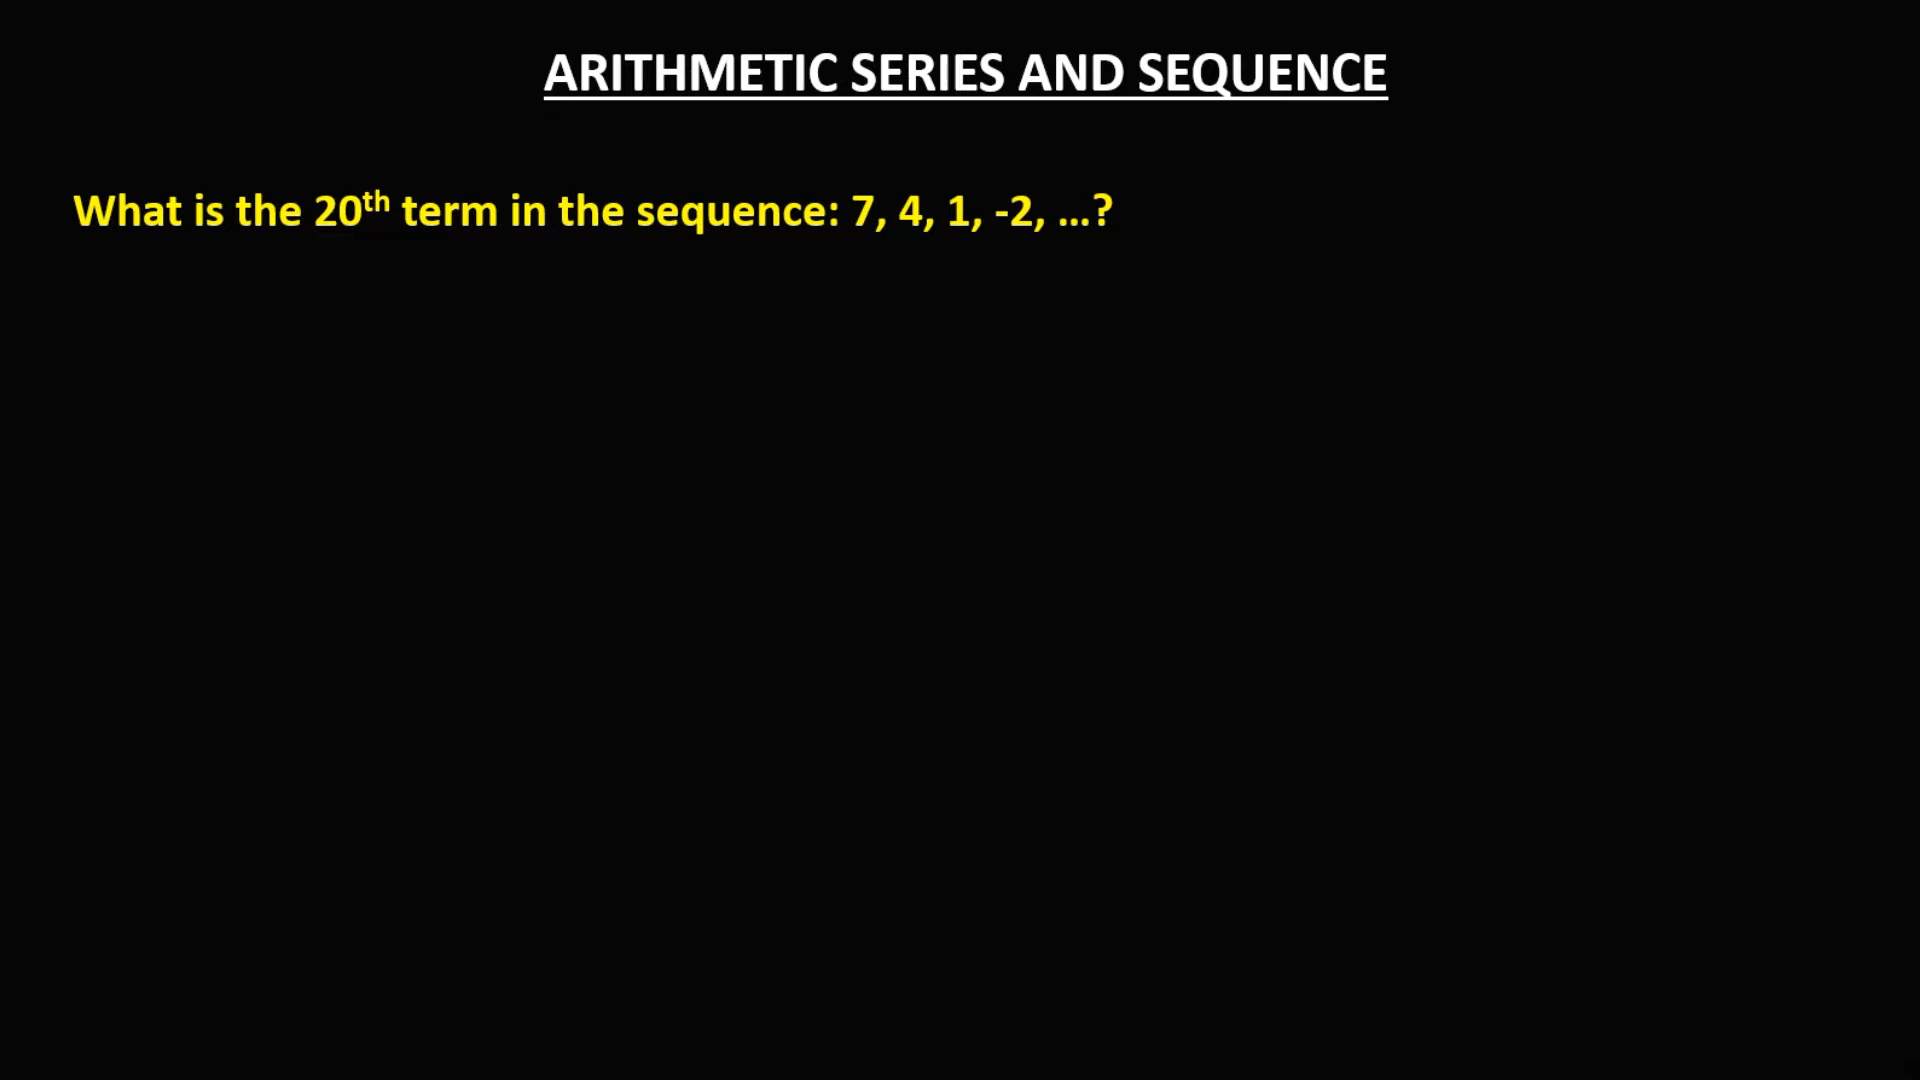 ARITHMETIC SERIES AND SEQUENCE
What is the 20th term in the sequence: 7, 4, 1, -2, ...?